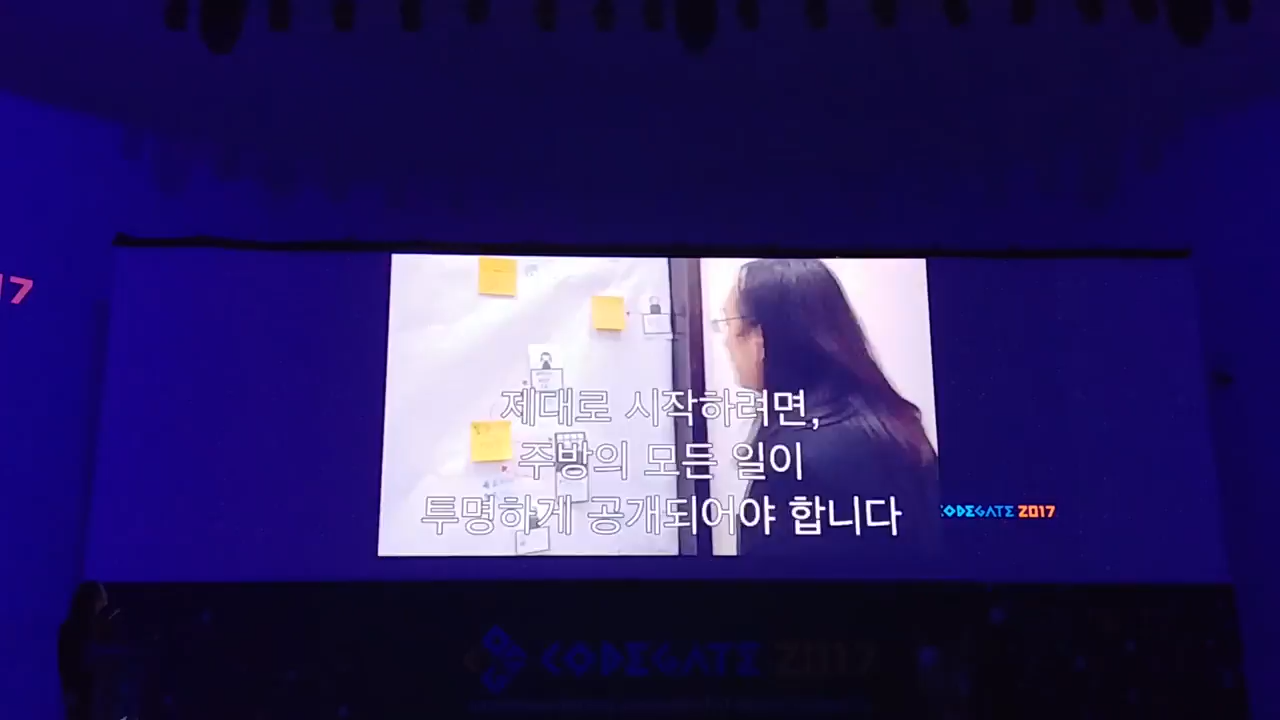 17
제대로 시작하려면,
주방의 모든 일이
투명하게 공개되어야 합니다
CODEGATE 2017
CODEGATE 2017